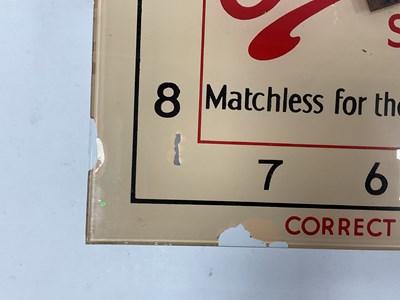 S
8 Matchless for the
7 6
CORRECT